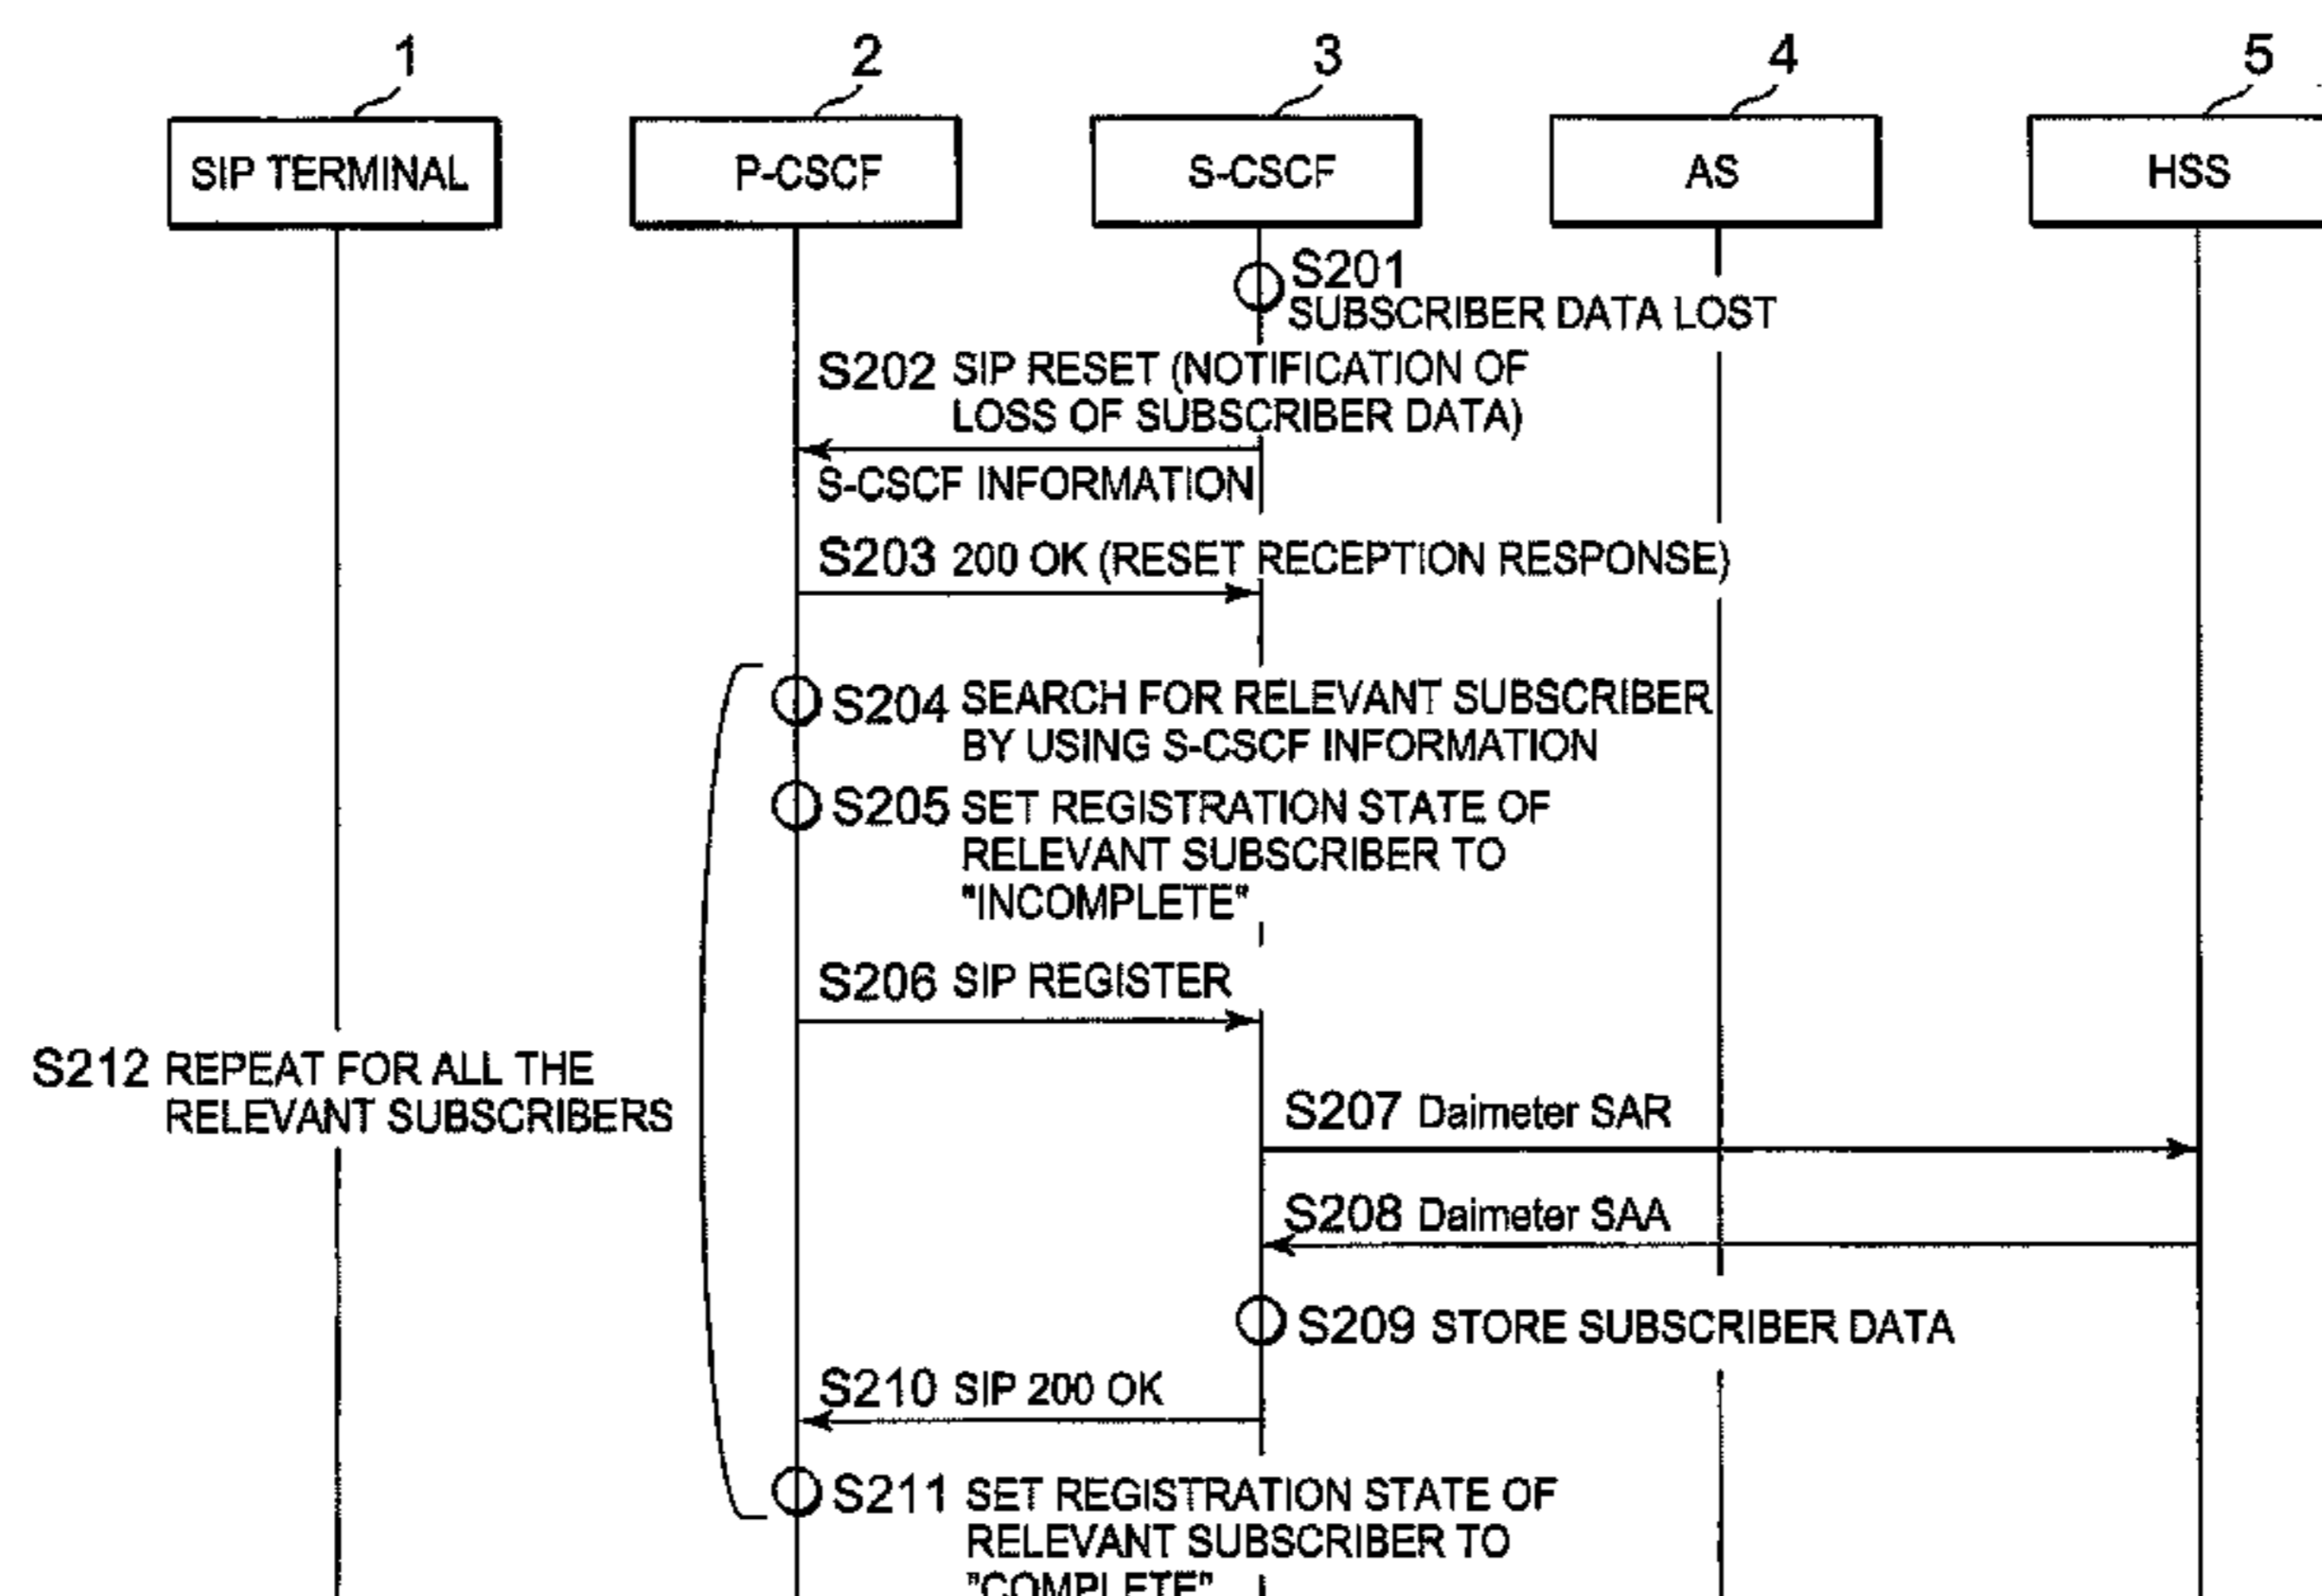 1
2
3
4
5
SIP TERMINAL
P-CSCF
S-CSCF
AS
HSS
S201
SUBSCRIBER DATA LOST
S202 SIP RESET (NOTIFICATION OF
LOSS OF SUBSCRIBER DATA)
S-CSCF INFORMATION
S203 200 OK (RESET RECEPTION RESPONSE)
S204 SEARCH FOR RELEVANT SUBSCRIBER
BY USING S-CSCF INFORMATION
S205 SET REGISTRATION STATE OF
RELEVANT SUBSCRIBER TO
"INCOMPLETE"
S206 SIP REGISTER
S212 REPEAT FOR ALL THE
RELEVANT SUBSCRIBERS
S207 Daimeter SAR
S208 Daimeter SAA
S209 STORE SUBSCRIBER DATA
S210 SIP 200 OK
S211 SET REGISTRATION STATE OF
RELEVANT SUBSCRIBER TO
"COMPLETE"